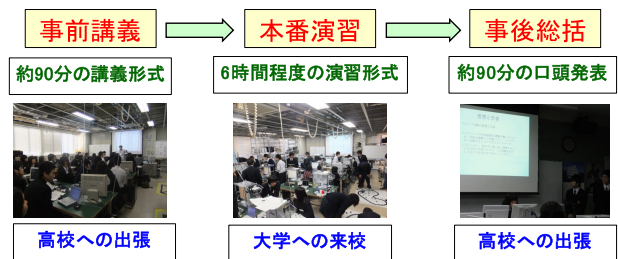 事前講義
本番演習
事後総括
約90分の講義形式
6時間程度の演習形式
約90分の口頭発表
高校への出張
大学への来校
高校への出張